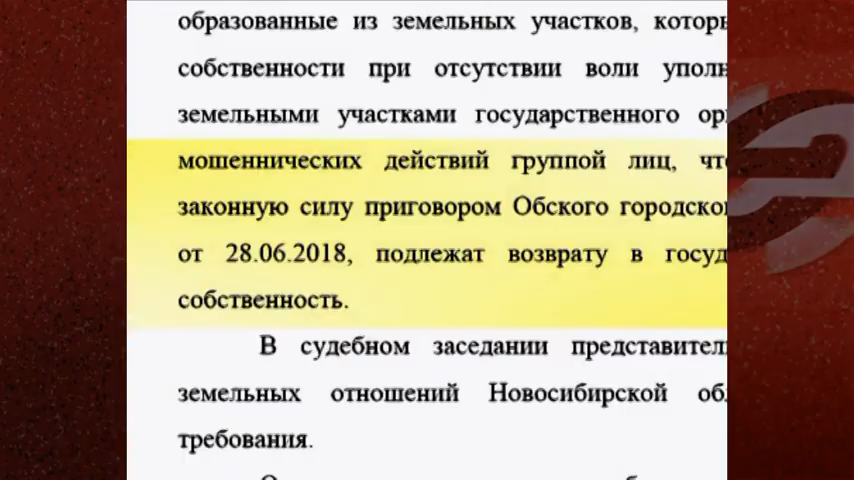 образованные из земельных участков, которы
собственности при отсутствии воли уполн
земельными участками государственного ор
мошеннических действий группой лиц, чт
законную силу приговором Обского городског
от 28.06.2018, подлежат возврату в госуд
собственность.
В судебном заседании представител
земельных отношений Новосибирской об
требования.